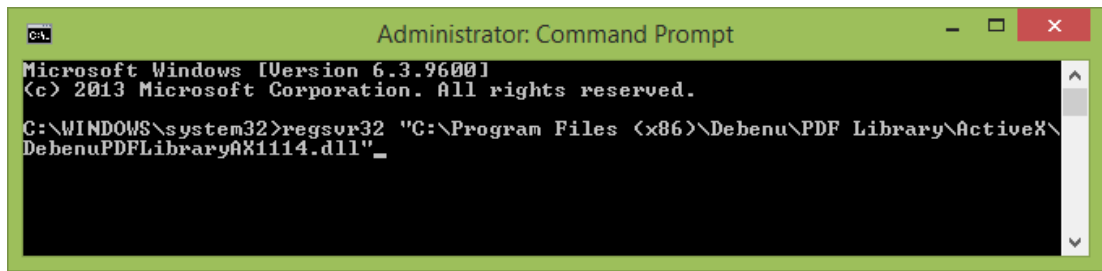 Administrator: Command Prompt
Microsoft Windows [Version 6.3.9600]
(c) 2013 Microsoft Corporation. All rights reserved.
C:\WINDOWS\system32>regsvr32 "C:\Program Files (x86)\Debenu\PDF Library\ActiveX\
DebenuPDFLibraryAX1114.dll"_